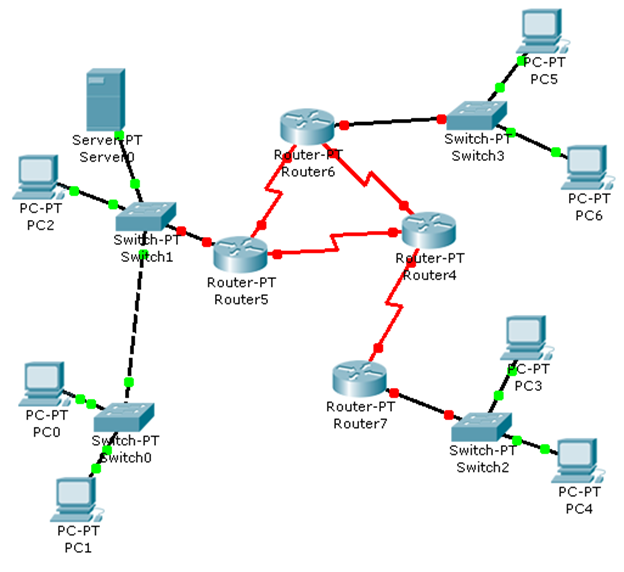 PC-PT
PC5
Server-PT
Server0
Router-PT
Router6
Switch-PT
Switch3
PC-PT
PC2
PC-PT
PC6
Switch-PT
Switch1
Router-PT
Router5
Router-PT
Router4
PC-PT
PC3
PC-PT
PC0
Router-PT
Router7
Switch-PT
Switch0
Switch-PT
Switch2
PC-PT
PC4
PC-PT
PC1